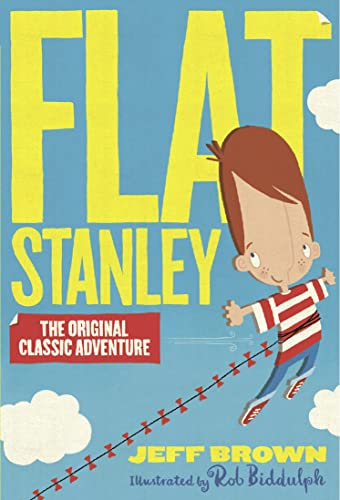 FLAT
STANLEY
THE ORIGINAL
CLASSIC ADVENTURE
JEFF BROWN
Illustrated by Rob Biddulph